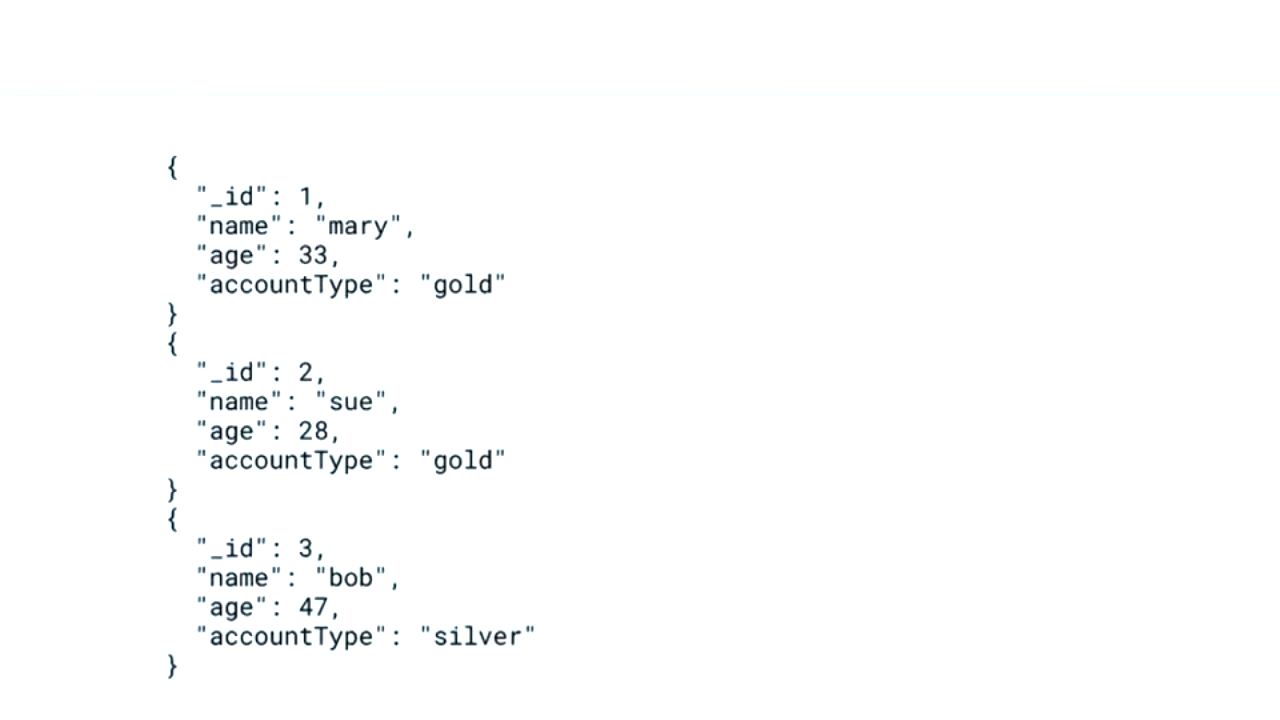 {
  "_id": 1,
  "name": "mary",
  "age": 33,
  "accountType": "gold"
}
{
  "_id": 2,
  "name": "sue",
  "age": 28,
  "accountType": "gold"
}
{
  "_id": 3,
  "name": "bob",
  "age": 47,
  "accountType": "silver"
}